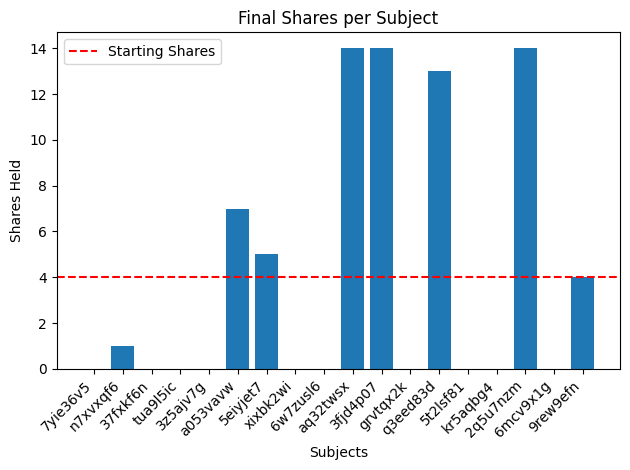 Final Shares per Subject
Starting Shares
Shares Held
14
12
10
8
6
4
2
0
7yie36v5
n7xvxqf6
37fxkf6n
tua9l5ic
3z5ajv7g
a053vavw
5eiyjet7
xixbk2wi
6w7zusl6
aq32twsx
3fjd4p07
grvtqx2k
q3eed83d
5t2lsf81
kr5aqbg4
2q5u7nzm
6mcv9x1g
9rew9efn
Subjects